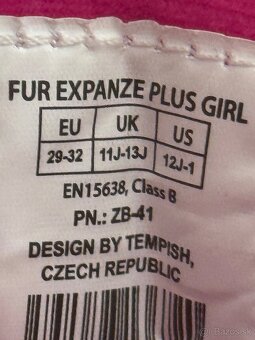 FUR EXPANZE PLUS GIRL
EU UK US
29-32 11J-13J 12J-1
EN15638, Class B
PN.: ZB-41
DESIGN BY TEMPISH,
CZECH REPUBLIC